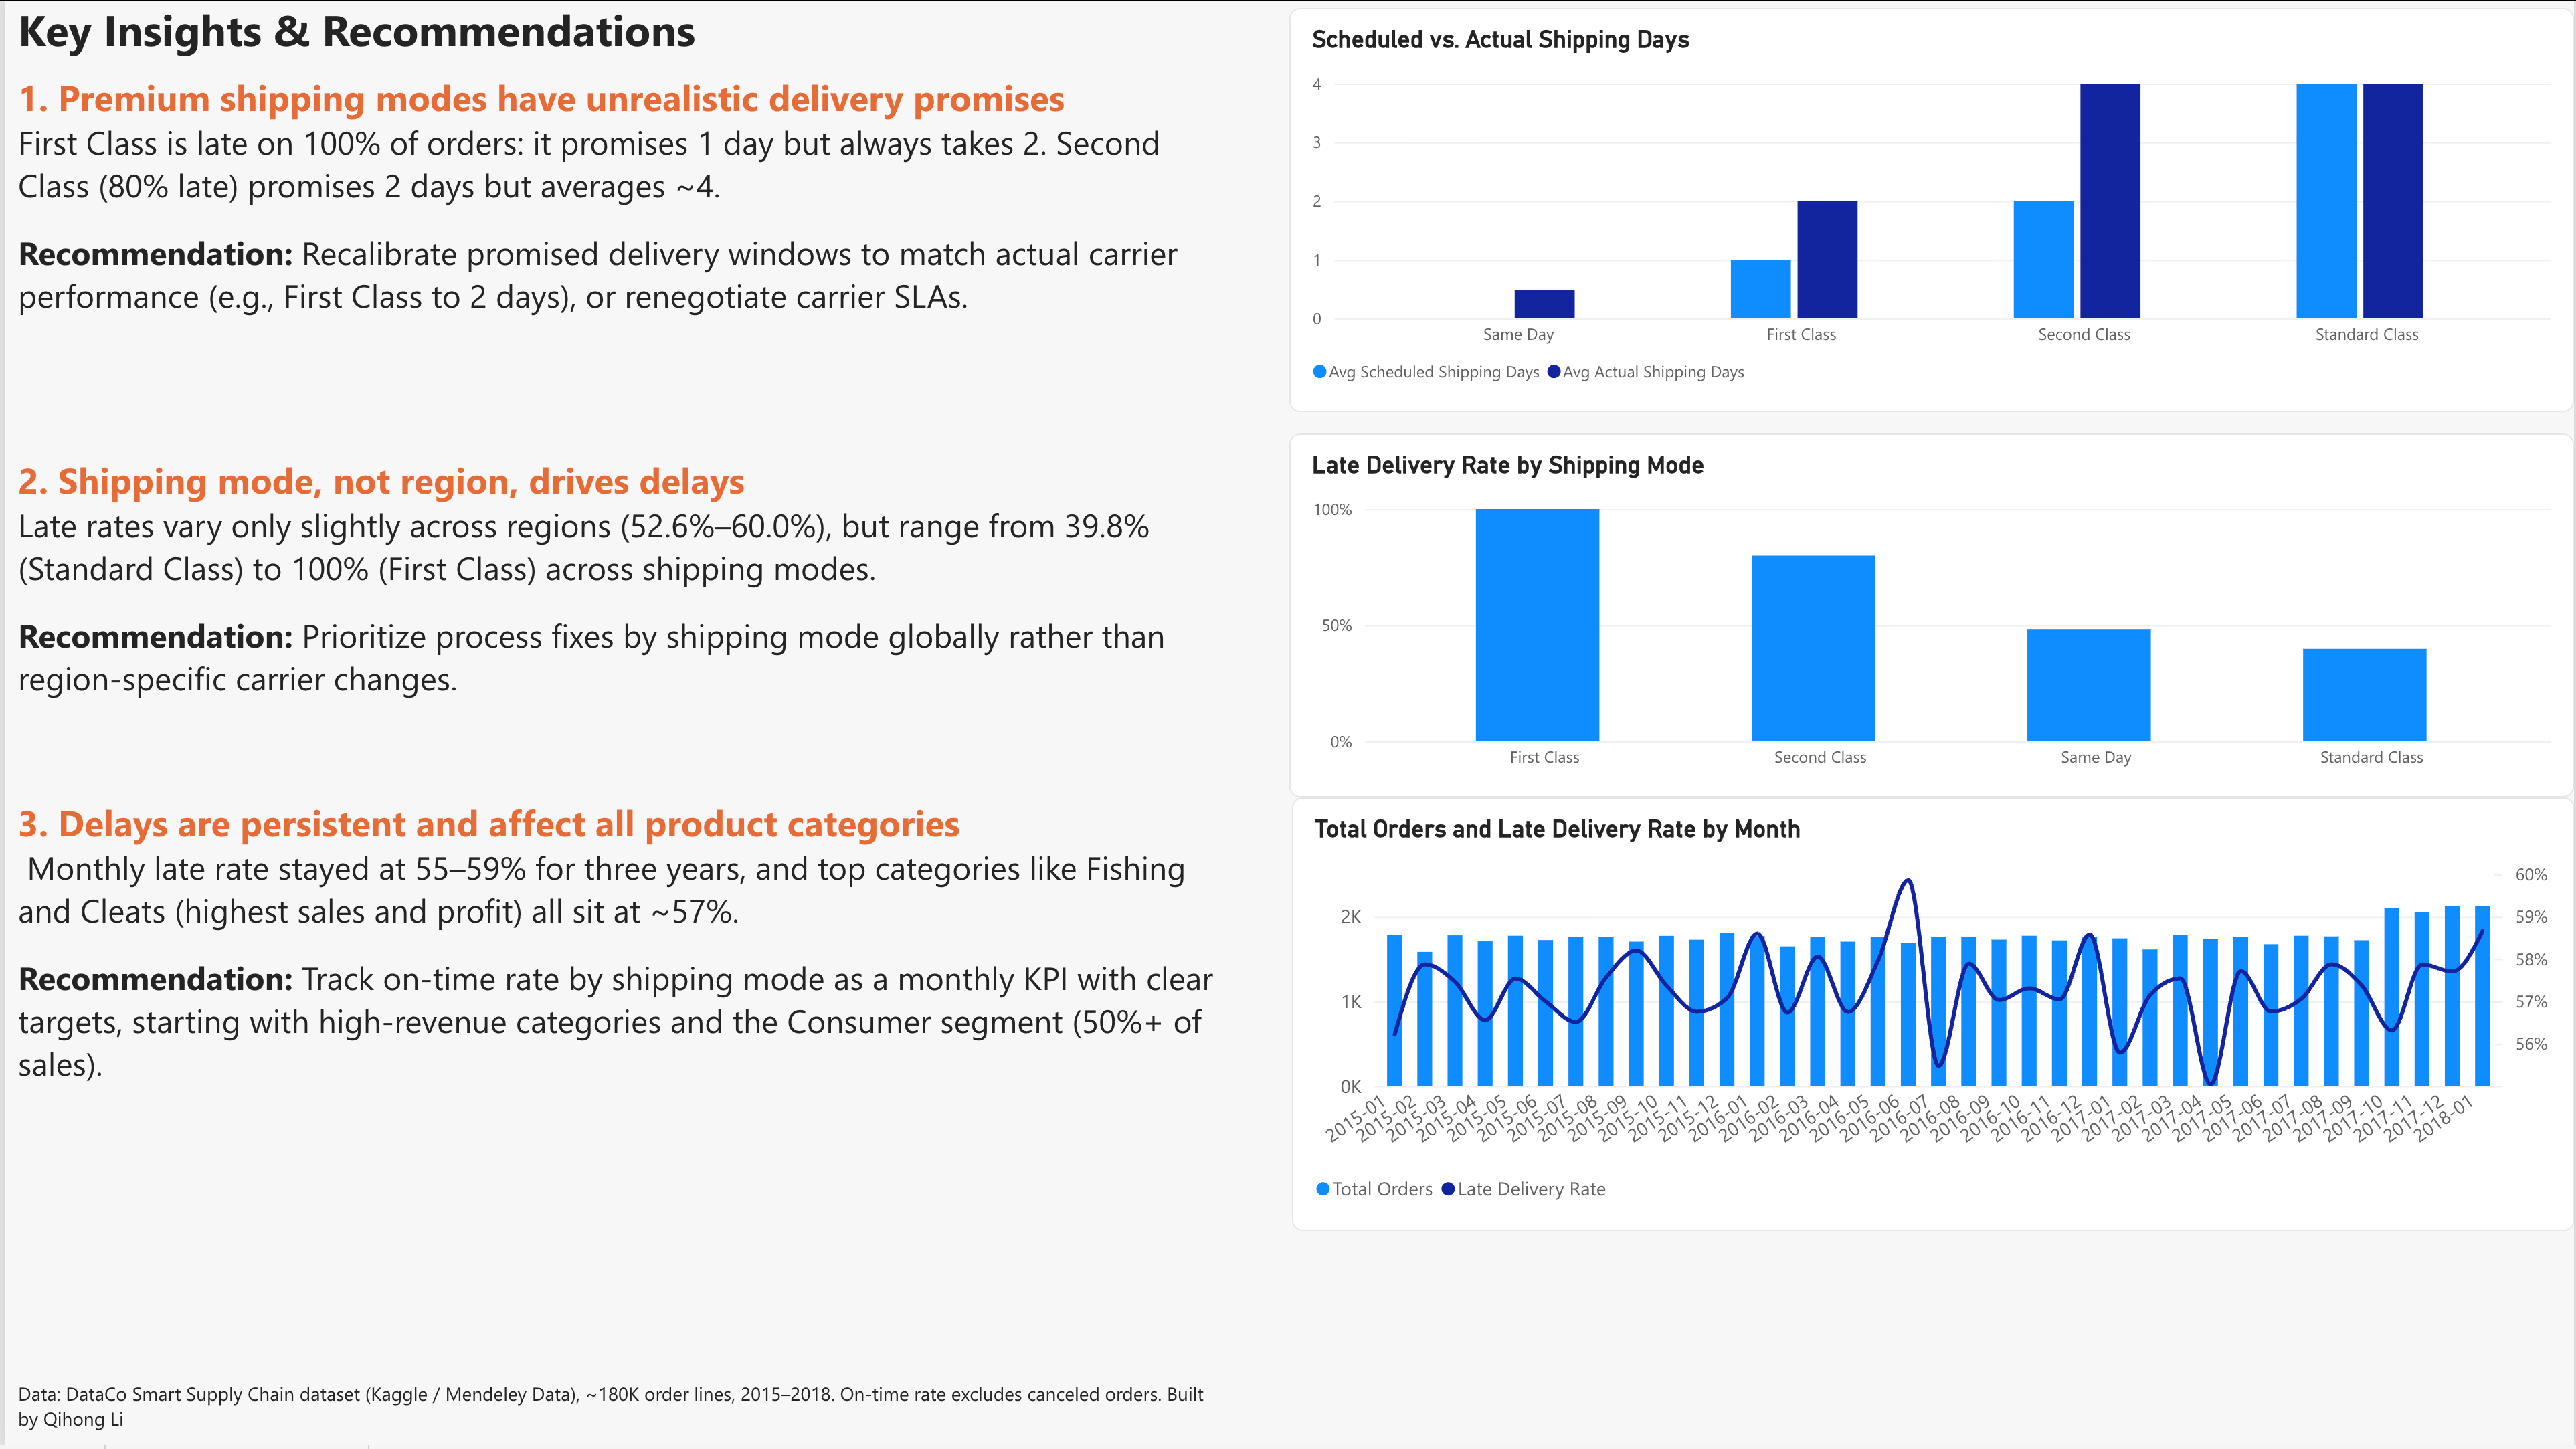 Key Insights & Recommendations
1. Premium shipping modes have unrealistic delivery promises
First Class is late on 100% of orders: it promises 1 day but always takes 2. Second
Class (80% late) promises 2 days but averages ~4.
Recommendation: Recalibrate promised delivery windows to match actual carrier
performance (e.g., First Class to 2 days), or renegotiate carrier SLAs.
2. Shipping mode, not region, drives delays
Late rates vary only slightly across regions (52.6%–60.0%), but range from 39.8%
(Standard Class) to 100% (First Class) across shipping modes.
Recommendation: Prioritize process fixes by shipping mode globally rather than
region-specific carrier changes.
3. Delays are persistent and affect all product categories
Monthly late rate stayed at 55–59% for three years, and top categories like Fishing
and Cleats (highest sales and profit) all sit at ~57%.
Recommendation: Track on-time rate by shipping mode as a monthly KPI with clear
targets, starting with high-revenue categories and the Consumer segment (50%+ of
sales).
Data: DataCo Smart Supply Chain dataset (Kaggle / Mendeley Data), ~180K order lines, 2015–2018. On-time rate excludes canceled orders. Built
by Qihong Li
Scheduled vs. Actual Shipping Days
4
3
2
1
0
Same Day First Class Second Class Standard Class
Avg Scheduled Shipping Days Avg Actual Shipping Days
Late Delivery Rate by Shipping Mode
100%
50%
0%
First Class Second Class Same Day Standard Class
Total Orders and Late Delivery Rate by Month
60%
2K 59%
58%
1K 57%
56%
0K
2015-01 2015-02 2015-03 2015-04 2015-05 2015-06 2015-07 2015-08 2015-09 2015-10 2015-11 2015-12 2016-01 2016-02 2016-03 2016-04 2016-05 2016-06 2016-07 2016-08 2016-09 2016-10 2016-11 2016-12 2017-01 2017-02 2017-03 2017-04 2017-05 2017-06 2017-07 2017-08 2017-09 2017-10 2017-11 2017-12 2018-01
Total Orders Late Delivery Rate